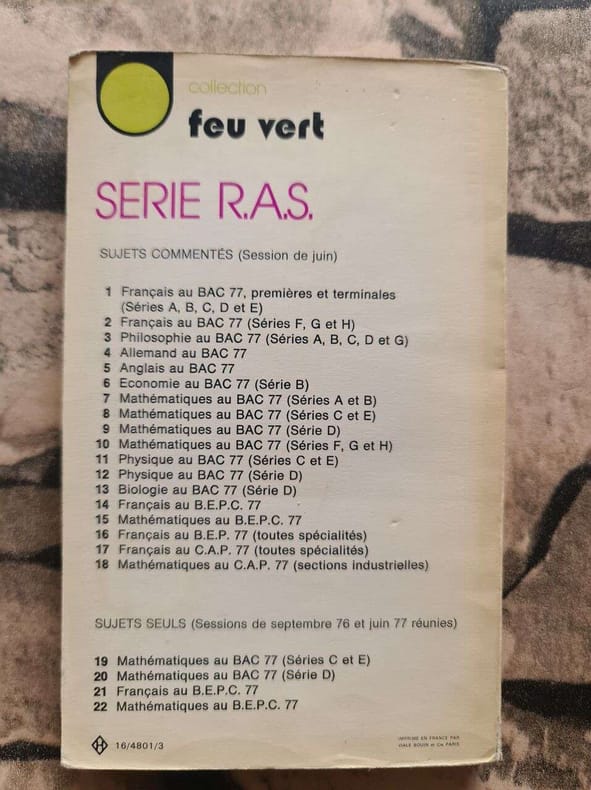 collection
feu vert
SERIE R.A.S.
SUJETS COMMENTÉS (Session de juin)
1 Français au BAC 77, premières et terminales
(Séries A, B, C, D et E)
2 Français au BAC 77 (Séries F, G et H)
3 Philosophie au BAC 77 (Séries A, B, C, D et G)
4 Allemand au BAC 77
5 Anglais au BAC 77
6 Economie au BAC 77 (Série B)
7 Mathématiques au BAC 77 (Séries A et B)
8 Mathématiques au BAC 77 (Séries C et E)
9 Mathématiques au BAC 77 (Série D)
10 Mathématiques au BAC 77 (Séries F, G et H)
11 Physique au BAC 77 (Séries C et E)
12 Physique au BAC 77 (Série D)
13 Biologie au BAC 77 (Série D)
14 Français au B.E.P.C. 77
15 Mathématiques au B.E.P.C. 77
16 Français au B.E.P. 77 (toutes spécialités)
17 Français au C.A.P. 77 (toutes spécialités)
18 Mathématiques au C.A.P. 77 (sections industrielles)
SUJETS SEULS (Sessions de septembre 76 et juin 77 réunies)
19 Mathématiques au BAC 77 (Séries C et E)
20 Mathématiques au BAC 77 (Série D)
21 Français au B.E.P.C. 77
22 Mathématiques au B.E.P.C. 77
H 16/4801/3
IMPRIMÉ EN FRANCE PAR
BOUIN et Cie PARIS